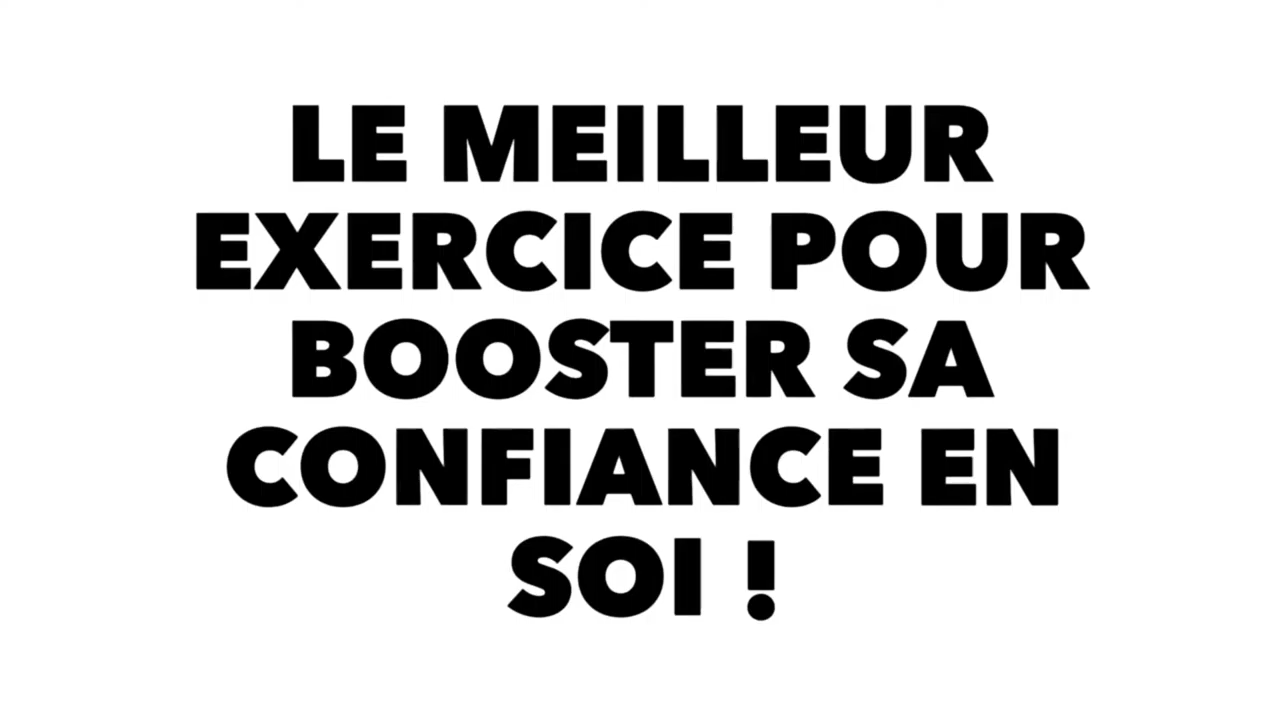 LE MEILLEUR
EXERCICE POUR
BOOSTER SA
CONFIANCE EN
SOI !